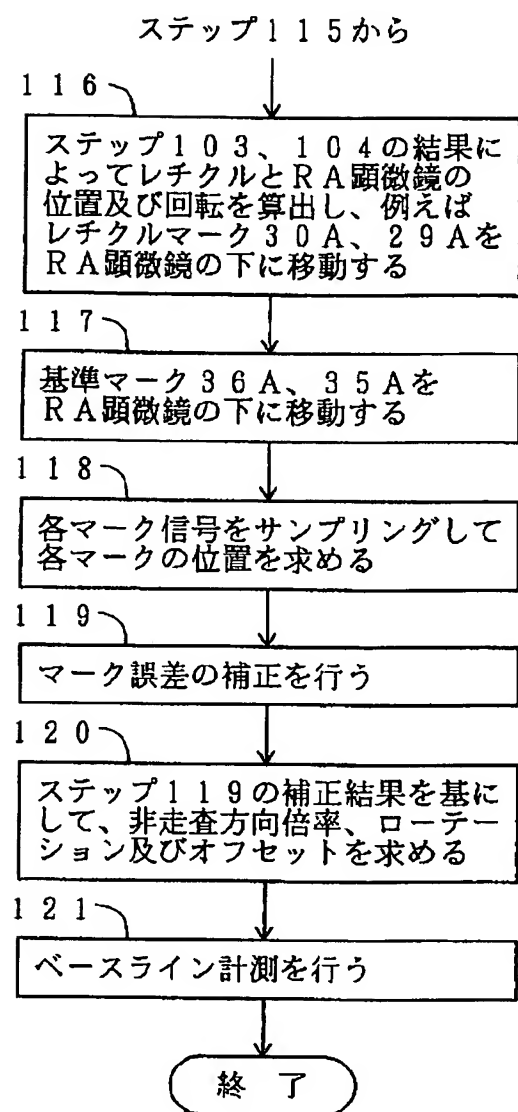 ステップ115から
116
ステップ103、104の結果に
よってレチクルとRA顕微鏡の
位置及び回転を算出し、例えば
レチクルマーク30A、29Aを
RA顕微鏡の下に移動する
117
基準マーク36A、35Aを
RA顕微鏡の下に移動する
118
各マーク信号をサンプリングして
各マークの位置を求める
119
マーク誤差の補正を行う
120
ステップ119の補正結果を基に
して、非走査方向倍率、ローテー
ション及びオフセットを求める
121
ベースライン計測を行う
終了